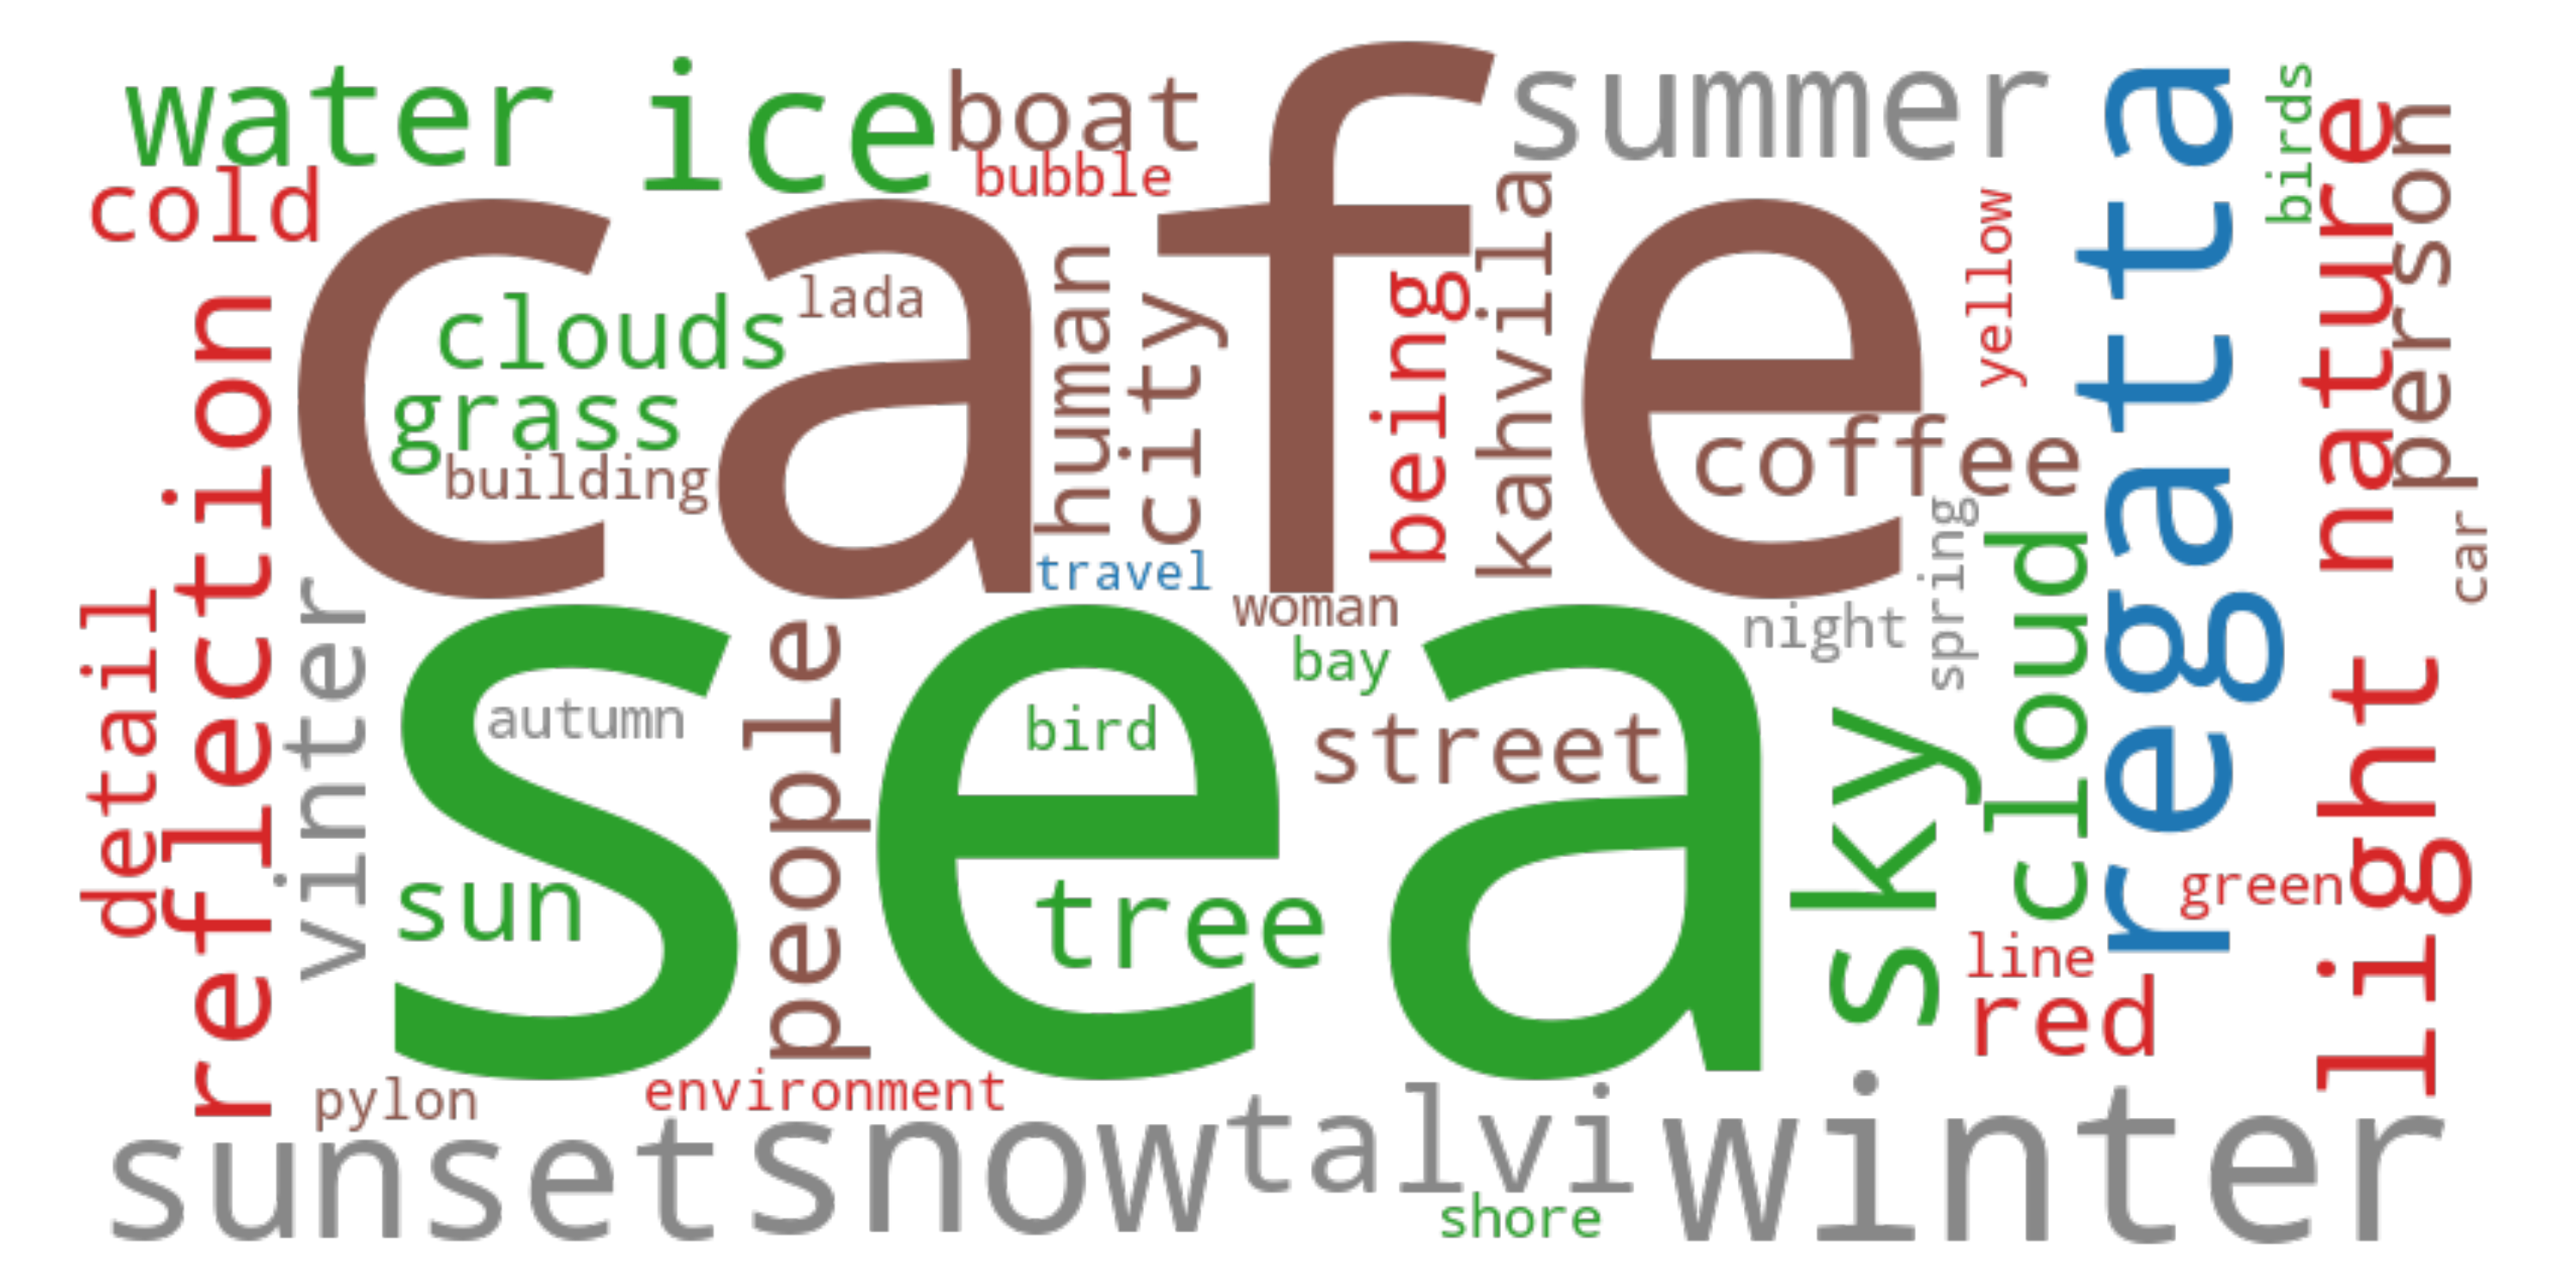 water ice
boat
summer
cold
bubble
birds
nature
person
regatta
cafe
yellow
kahvila
human
city
being
lada
clouds
reflection
grass
coffee
building
car
travel
spring
cloud
woman
night
detail
vinter
people
sea
bay
autumn
bird
street
sky
light
sun
tree
green
line
red
pylon
environment
sunset
snow
talvi
winter
shore